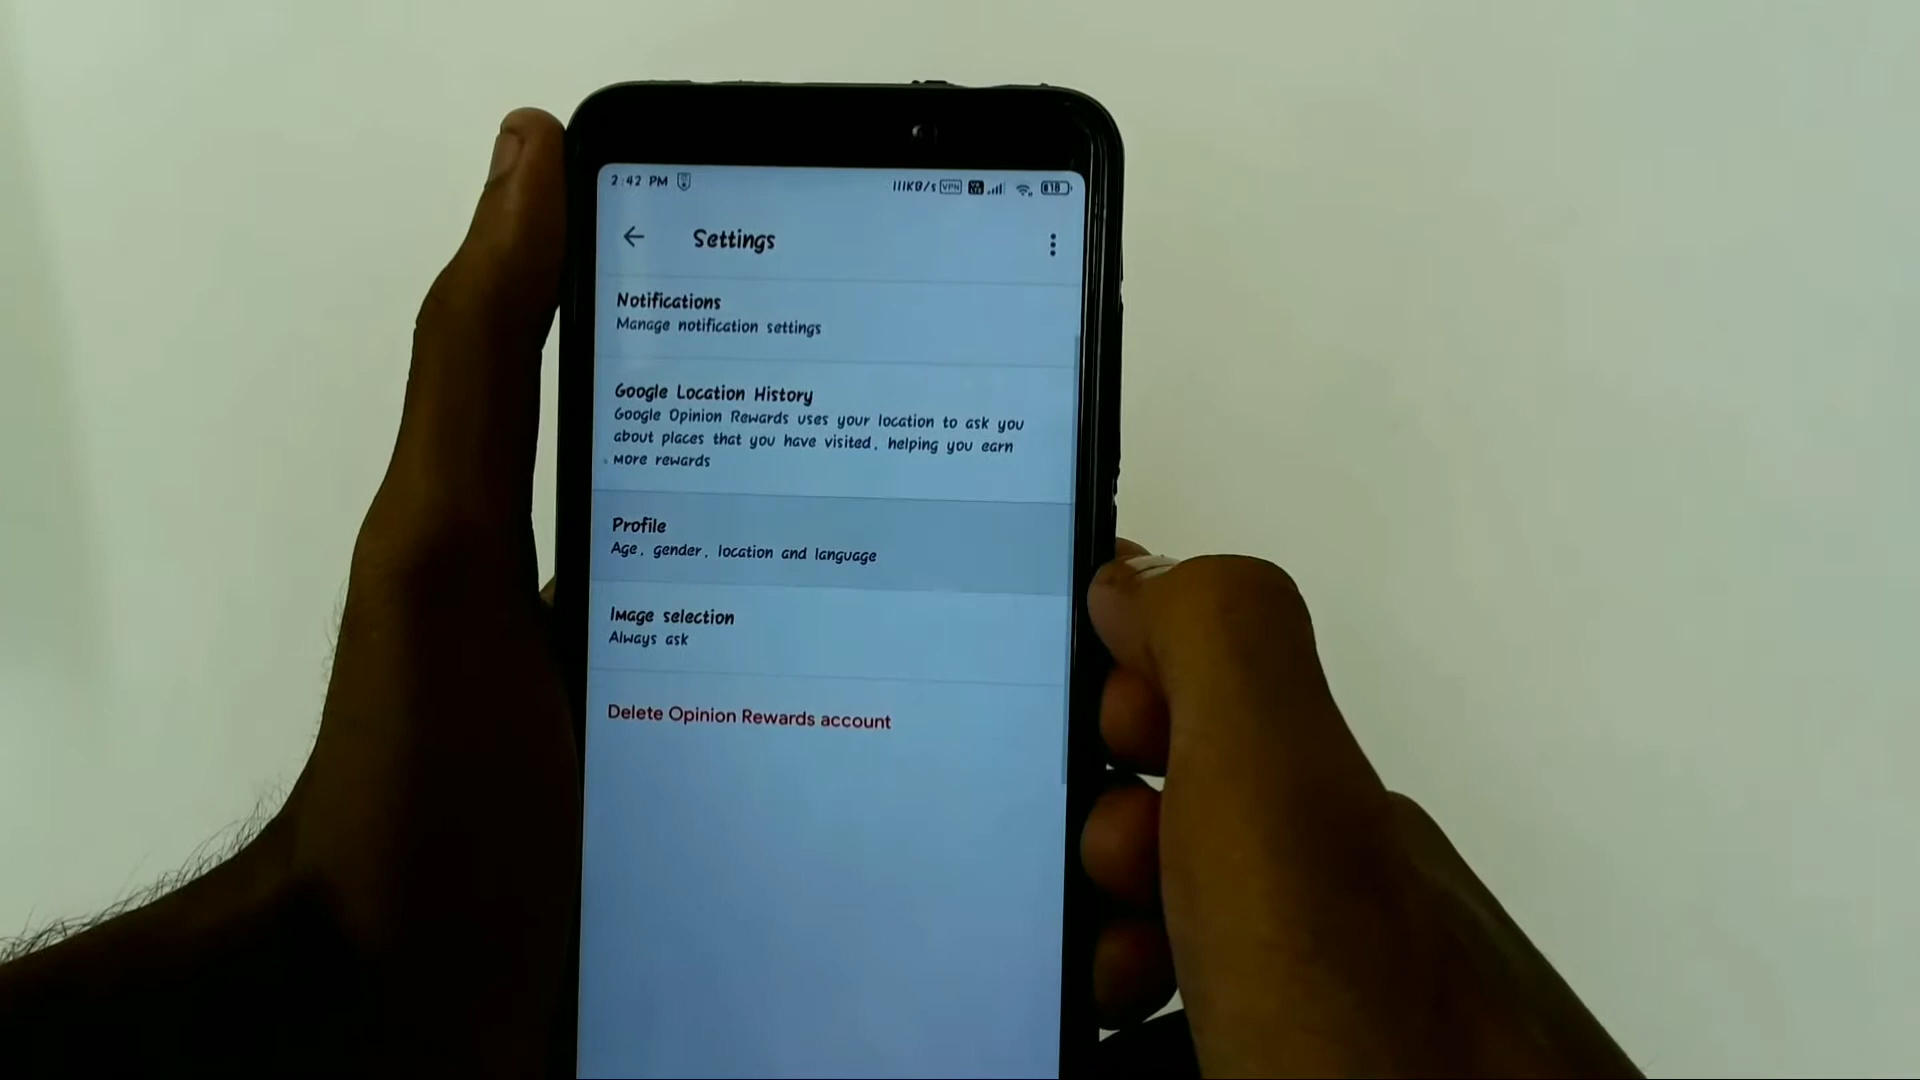 2:42 PM
111KB/s VPN 18
Settings
Notifications
Manage notification settings
Google Location History
Google Opinion Rewards uses your location to ask you
about places that you have visited, helping you earn
more rewards
Profile
Age, gender, location and language
Image selection
Always ask
Delete Opinion Rewards account